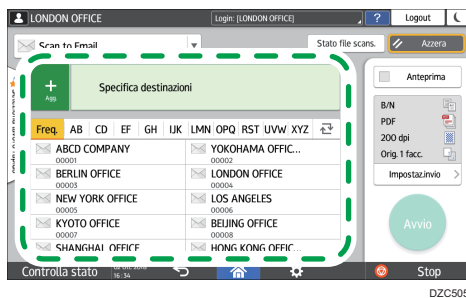 LONDON OFFICE
Login: [LONDON OFFICE]
?
Logout
Scan to Email
Stato file scans.
Azzera
Agg.
Specifica destinazioni
Anteprima
Freq. AB CD EF GH IJK LMN OPQ RST UVW XYZ
B/N
PDF
200 dpi
Orig. 1 facc.
Impostaz.invio
ABCD COMPANY
00001
YOKOHAMA OFFIC...
00002
BERLIN OFFICE
00003
LONDON OFFICE
00004
NEW YORK OFFICE
00005
LOS ANGELES
00006
KYOTO OFFICE
00007
BEIJING OFFICE
00008
SHANGHAI OFFICE
HONG KONG OFFIC...
Avvio
Controlla stato
16:34
Stop
DZC505